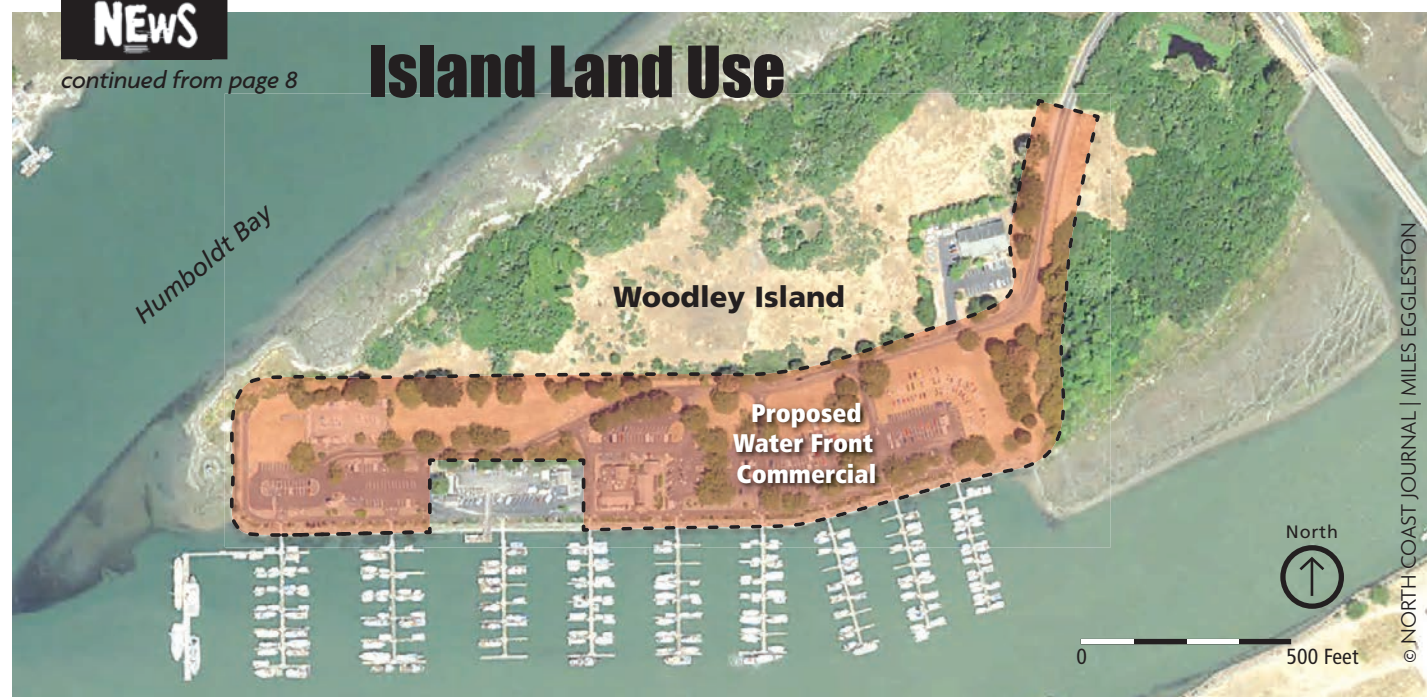 NEWS
continued from page 8
Island Land Use
Humboldt Bay
Woodley Island
Proposed
Water Front
Commercial
North
0 500 Feet
© NORTH COAST JOURNAL | MILES EGGLESTON